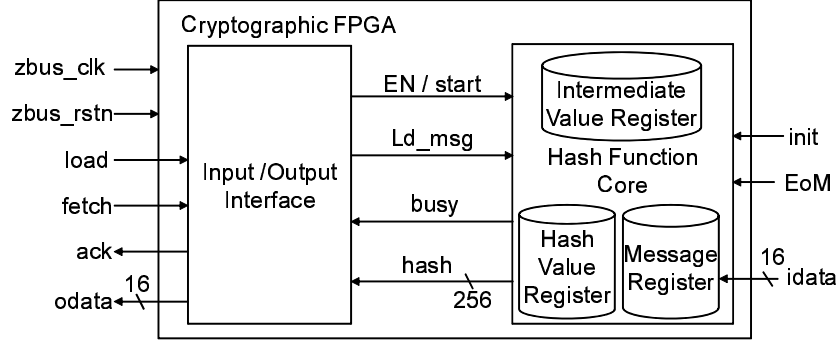 Cryptographic FPGA
zbus_clk
zbus_rstn
load
fetch
ack
odata
16
Input /Output
Interface
EN / start
Ld_msg
busy
hash
256
Intermediate
Value Register
Hash Function
Core
Hash
Value
Register
Message
Register
init
EoM
16
idata